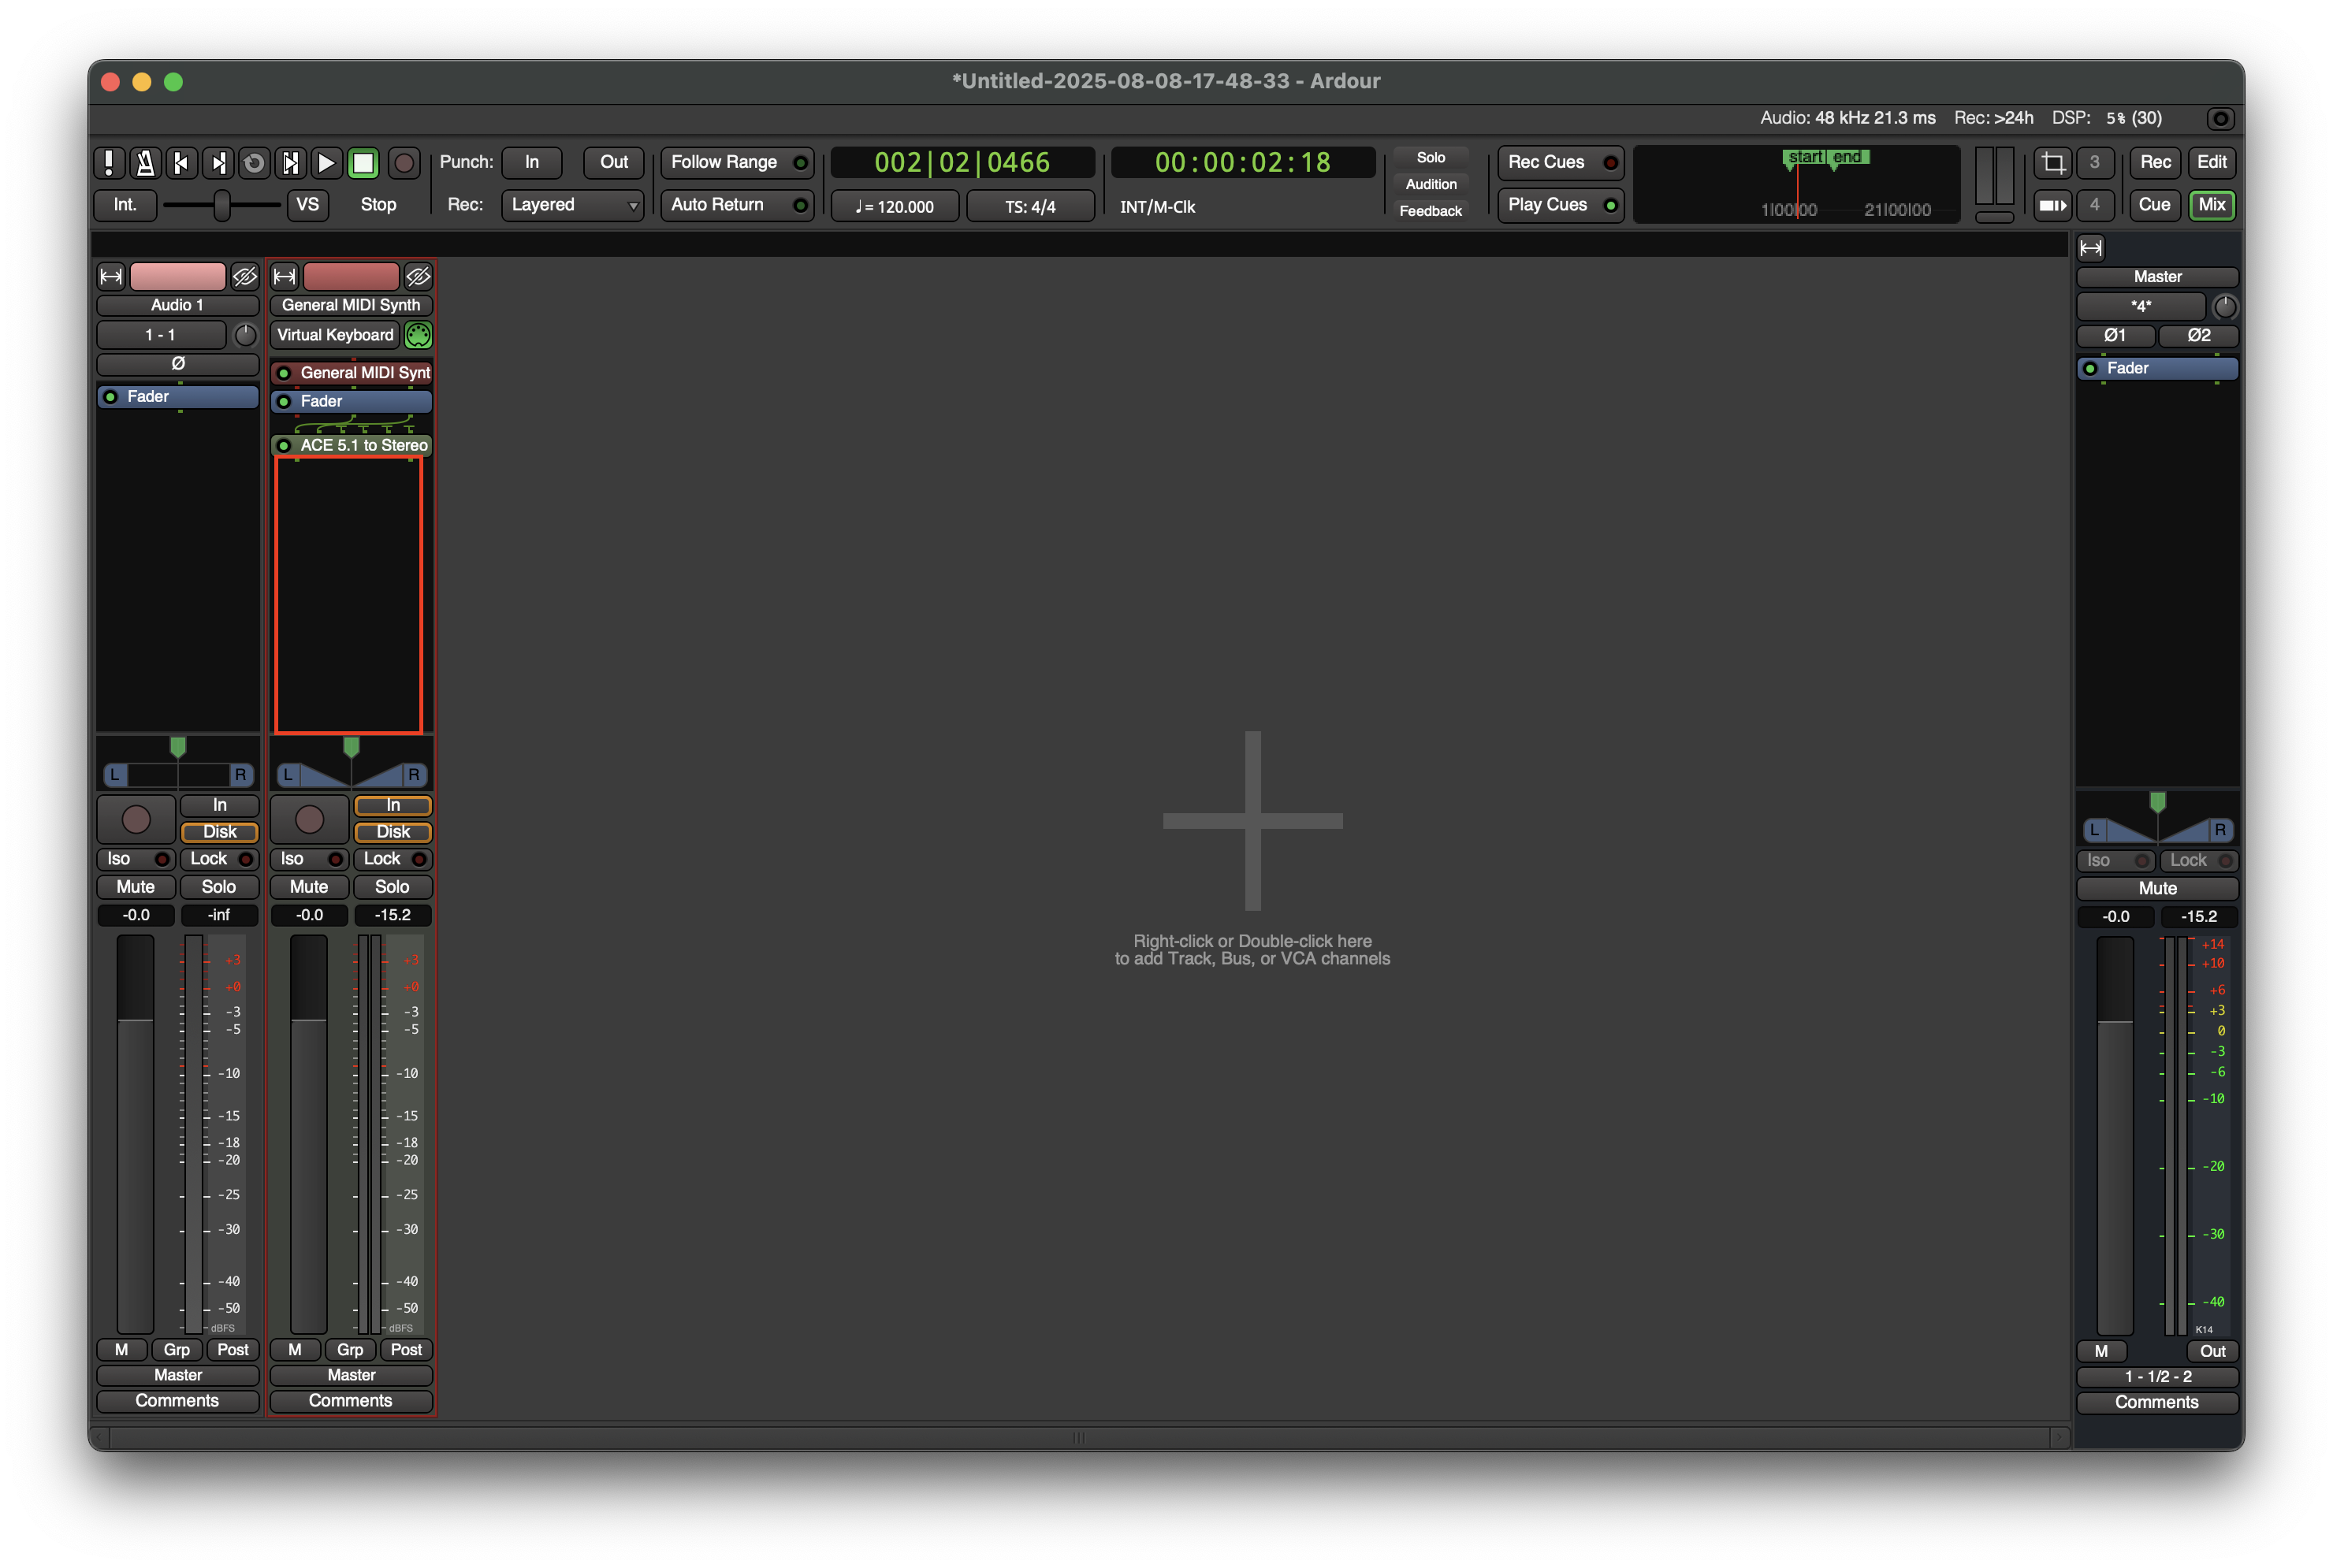 *Untitled-2025-08-08-17-48-33 - Ardour
Audio: 48 kHz 21.3 ms Rec: >24h DSP: 5% (30)
Punch: In Out Follow Range 002|02|0466 00:00:02:18 Solo Rec Cues start end 3 Rec Edit
Audition
Int. VS Stop Rec: Layered Auto Return ♩= 120.000 TS: 4/4 INT/M-Clk Feedback Play Cues 1|00|00 21|00|00 4 Cue Mix
Audio 1
1 - 1
Ø
Fader
L R
In
Disk
Iso Lock
Mute Solo
-0.0 -inf
+3
+0
-3
-5
-10
-15
-18
-20
-25
-30
-40
-50
dBFS
M Grp Post
Master
Comments
General MIDI Synth
Virtual Keyboard
General MIDI Synt
Fader
ACE 5.1 to Stereo
L R
In
Disk
Iso Lock
Mute Solo
-0.0 -15.2
+3
+0
-3
-5
-10
-15
-18
-20
-25
-30
-40
-50
dBFS
M Grp Post
Master
Comments
Right-click or Double-click here
to add Track, Bus, or VCA channels
Master
*4*
Ø1 Ø2
Fader
L R
Iso Lock
Mute
-0.0 -15.2
+14
+10
+6
+3
0
-3
-6
-10
-20
-30
-40
K14
M Out
1 - 1/2 - 2
Comments